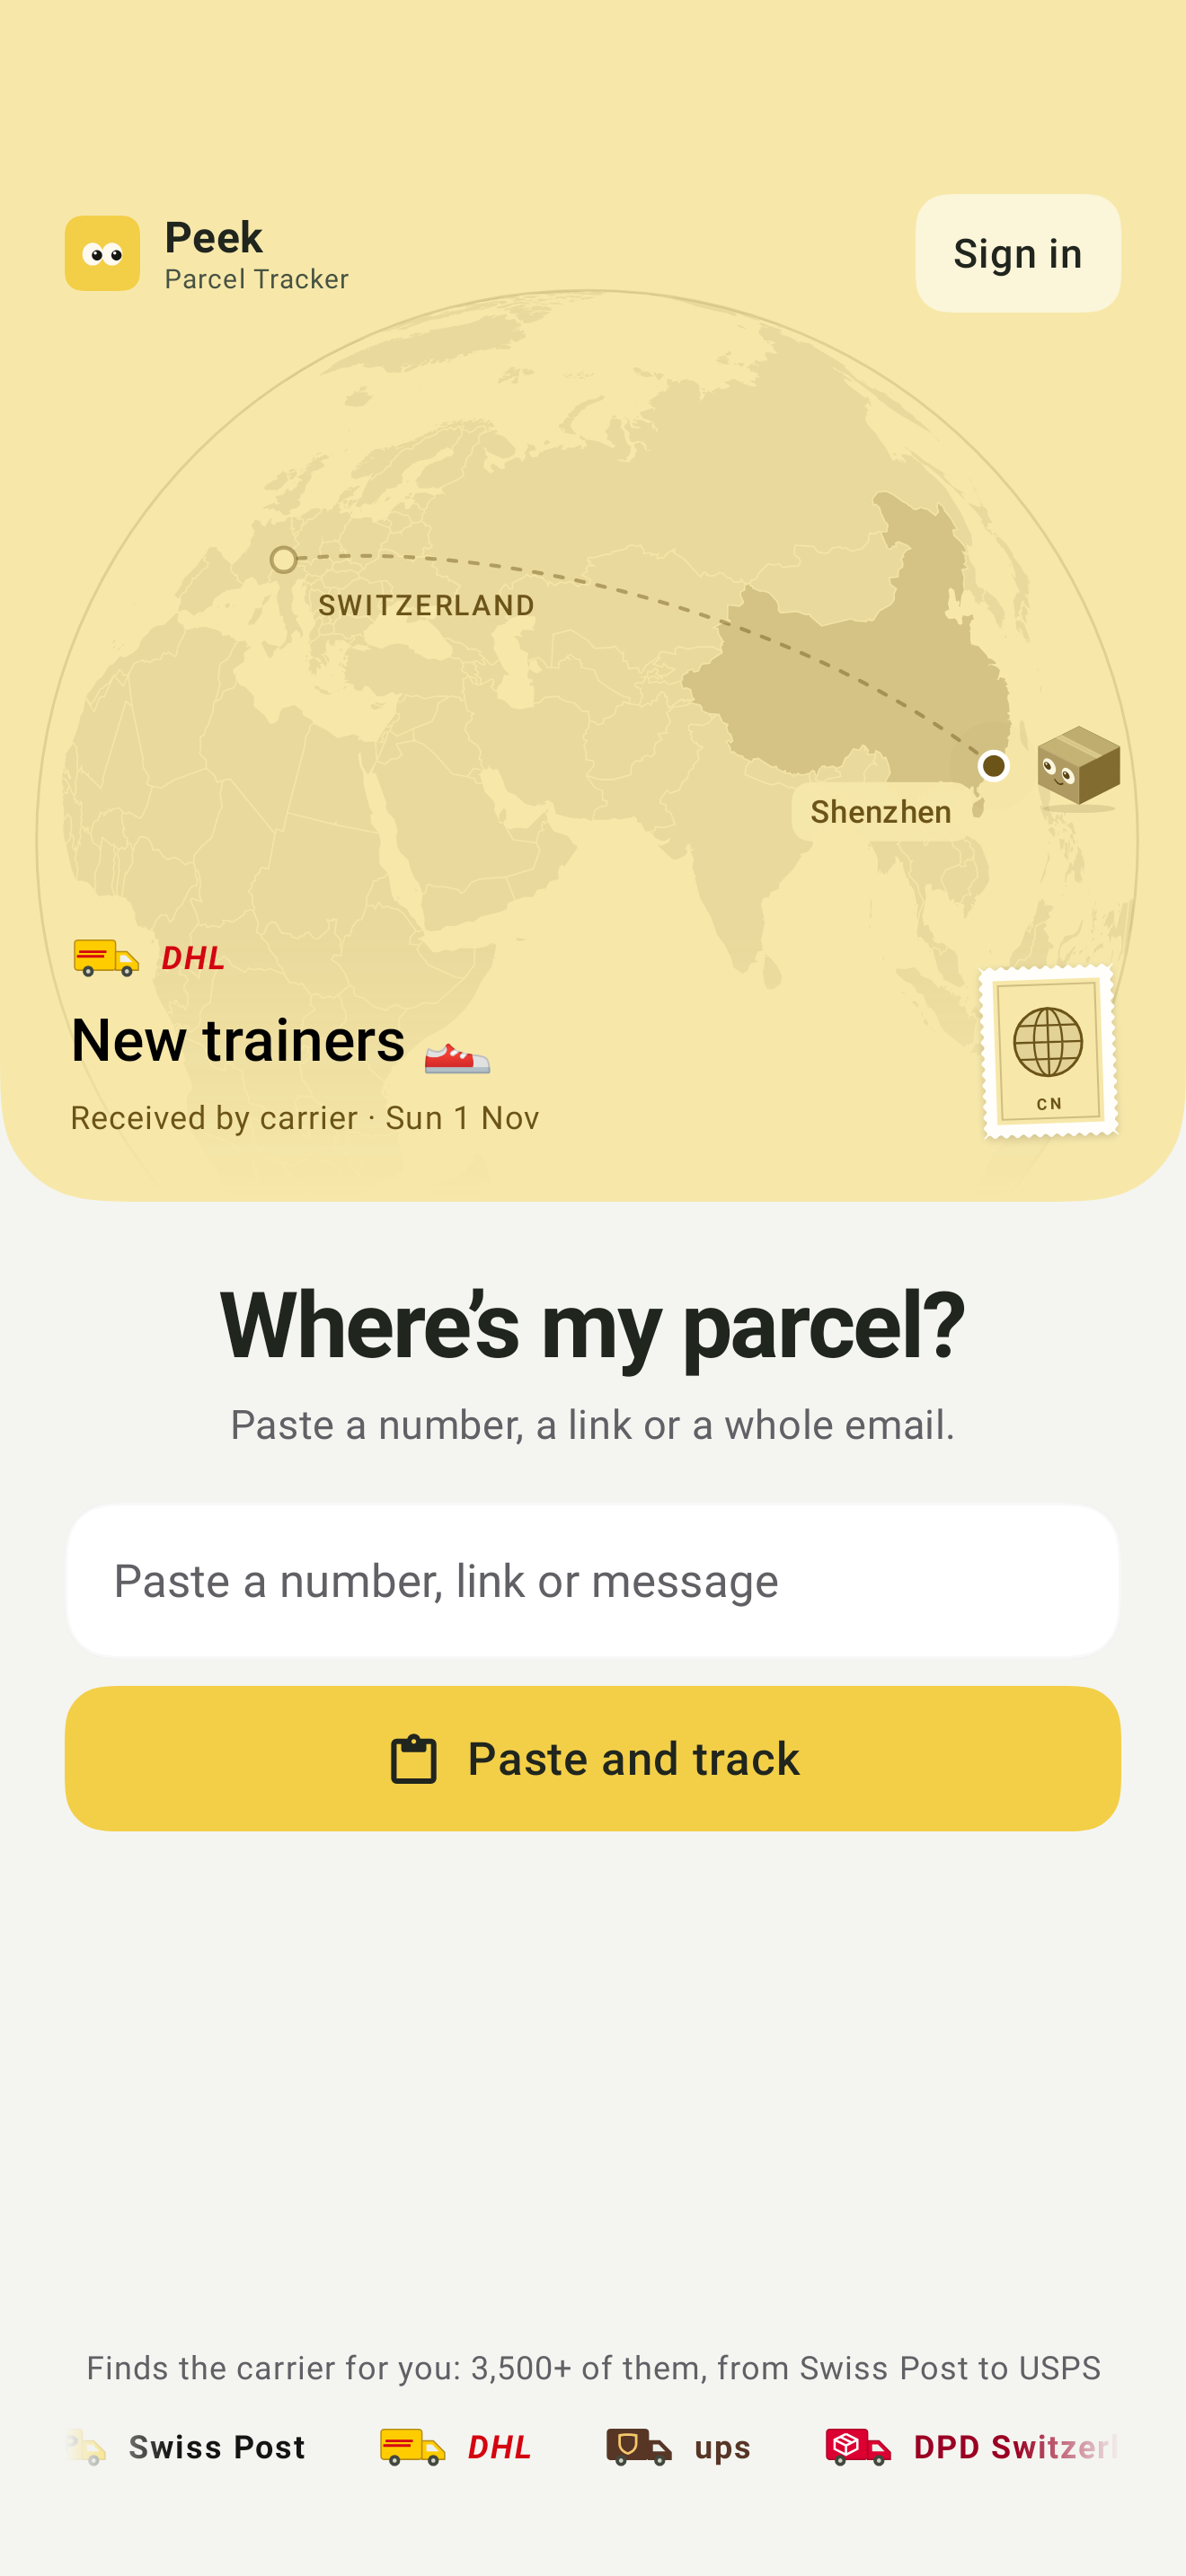 Peek
Parcel Tracker
Sign in
SWITZERLAND
Shenzhen
DHL
New trainers
Received by carrier · Sun 1 Nov
CN
Where’s my parcel?
Paste a number, a link or a whole email.
Paste a number, link or message
Paste and track
Finds the carrier for you: 3,500+ of them, from Swiss Post to USPS
Swiss Post DHL ups DPD Switzerl